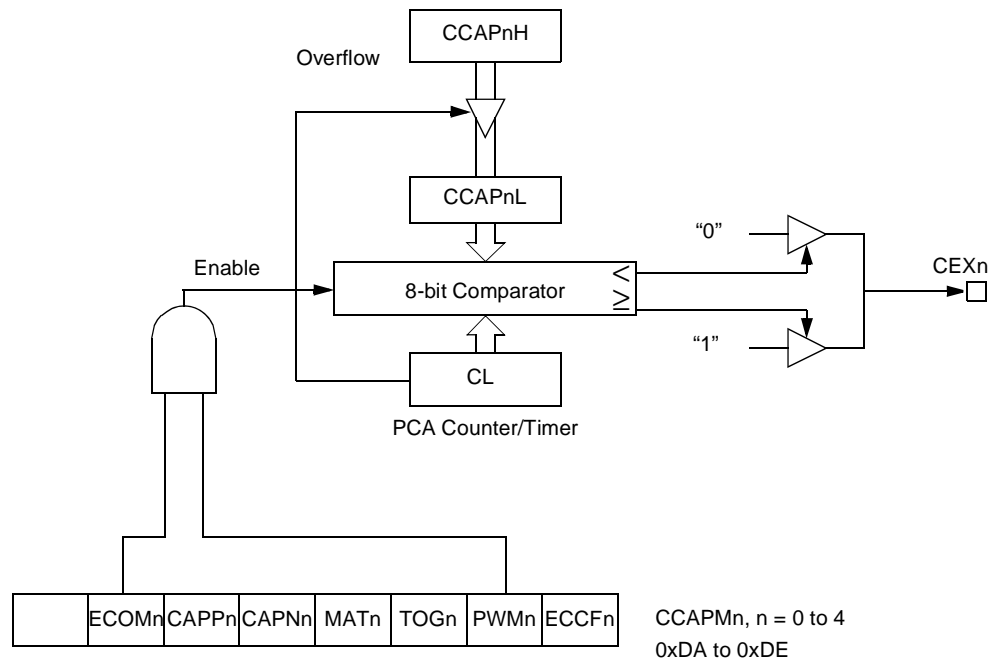 CCAPnH
Overflow
CCAPnL
“0”
CEXn
Enable
<
8-bit Comparator
≥
“1”
CL
PCA Counter/Timer
ECOMn CAPPn CAPNn MATn TOGn PWMn ECCFn
CCAPMn, n = 0 to 4
0xDA to 0xDE